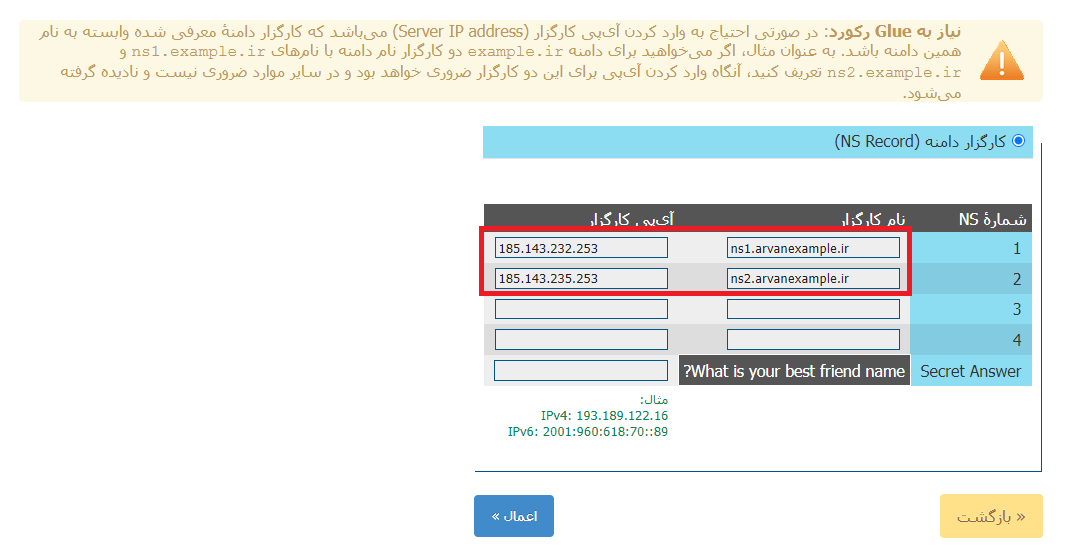 نیاز به Glue رکورد: در صورتی احتیاج به وارد کردن آی‌پی کارگزار (Server IP address) می‌باشد که کارگزار دامنهٔ معرفی شده وابسته به نام
همین دامنه باشد. به عنوان مثال، اگر می‌خواهید برای دامنه example.ir دو کارگزار نام دامنه با نام‌های ns1.example.ir و
ns2.example.ir تعریف کنید، آنگاه وارد کردن آی‌پی برای این دو کارگزار ضروری خواهد بود و در سایر موارد ضروری نیست و نادیده گرفته
می‌شود.
کارگزار دامنه (NS Record)
شمارهٔ NS نام کارگزار آی‌پی کارگزار
1 ns1.arvanexample.ir 185.143.232.253
2 ns2.arvanexample.ir 185.143.235.253
3
4
Secret Answer What is your best friend name?
مثال:
IPv4: 193.189.122.16
IPv6: 2001:960:618:70::89
« بازگشت
اعمال »